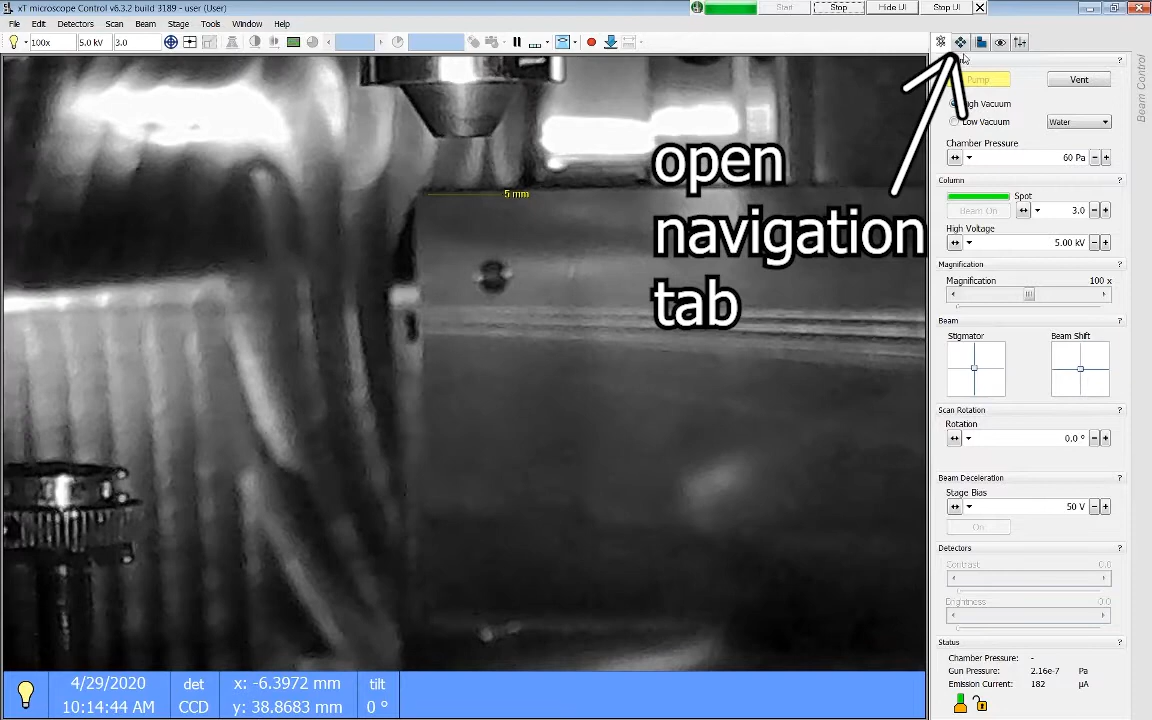 xT microscope Control v6.3.2 build 3189 - user (User)
Start
Stop
Hide UI
Stop UI
File Edit Detectors Scan Beam Stage Tools Window Help
100x
5.0 kV
3.0
Beam Control
Pump
Vent
High Vacuum
Low Vacuum
Water
Chamber Pressure
60 Pa
Column
Spot
Beam On
3.0
High Voltage
5.00 kV
Magnification
Magnification 100 x
Beam
Stigmator Beam Shift
Scan Rotation
Rotation
0.0 °
Beam Deceleration
Stage Bias
50 V
On
Detectors
Contrast 0.0
Brightness 0.0
Status
Chamber Pressure: -
Gun Pressure: 2.16e-7 Pa
Emission Current: 182 µA
5 mm
open
navigation
tab
4/29/2020 det x: -6.3972 mm tilt
10:14:44 AM CCD y: 38.8683 mm 0 °